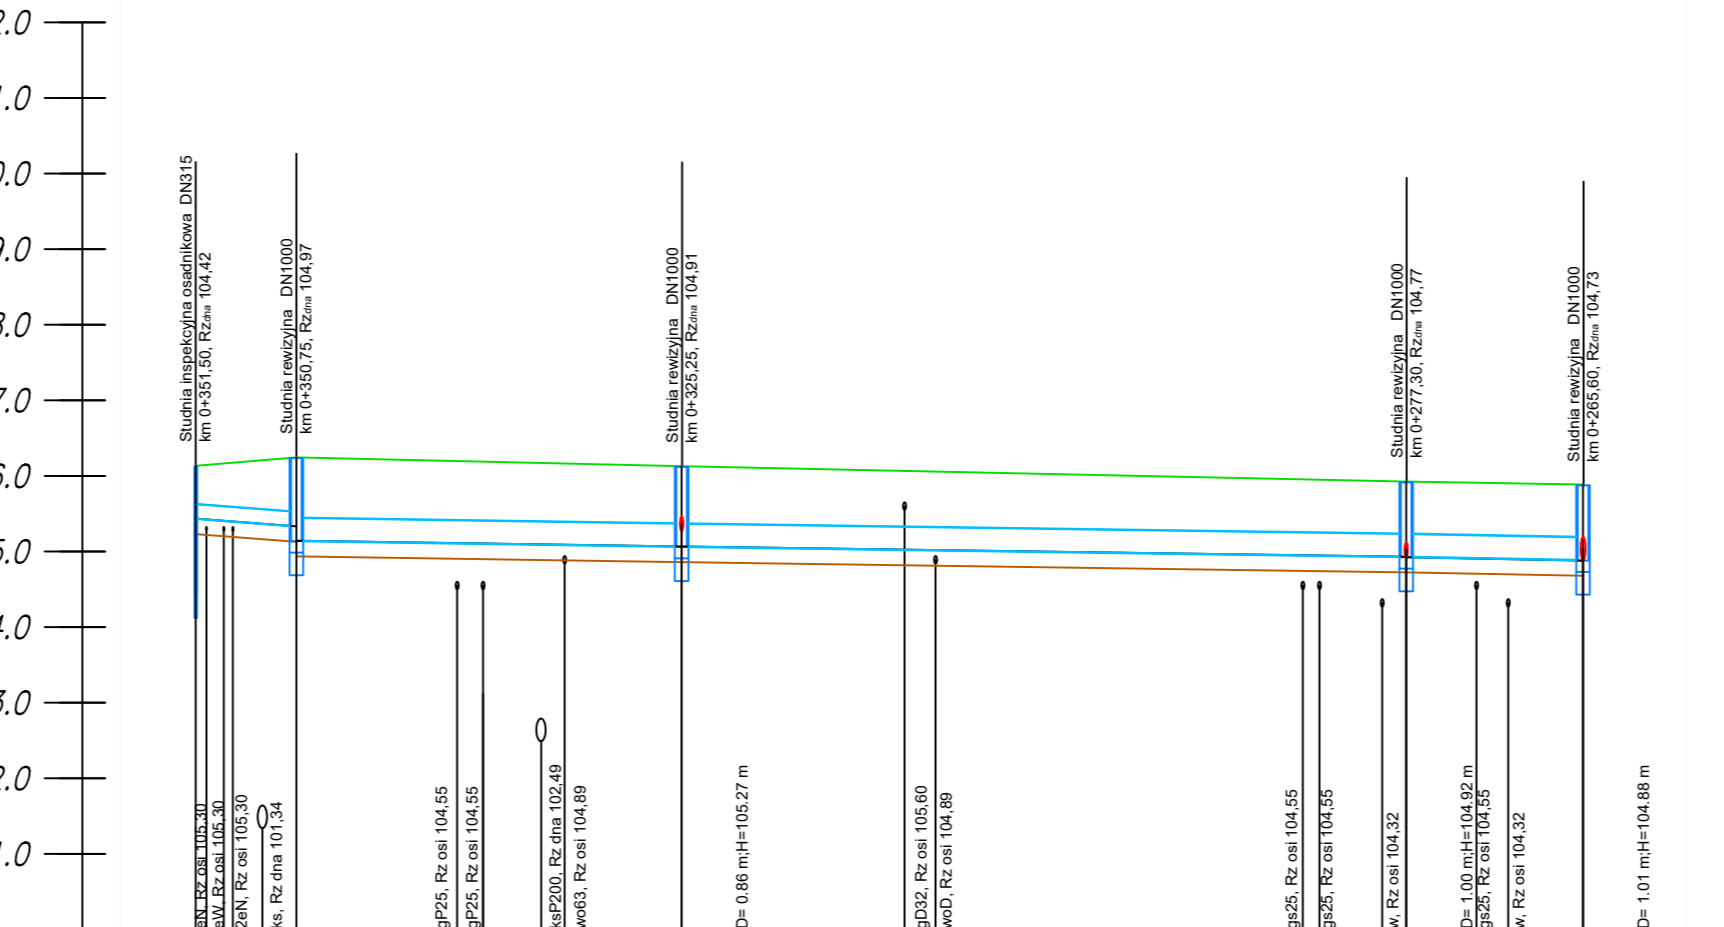 2.0
1.0
0.0
9.0
8.0
7.0
6.0
5.0
4.0
3.0
2.0
1.0
Studnia inspekcyjna osadnikowa DN315
km 0+351,50, Rzdna 104,42
Studnia rewizyjna DN1000
km 0+350,75, Rzdna 104,97
Studnia rewizyjna DN1000
km 0+325,25, Rzdna 104,91
Studnia rewizyjna DN1000
km 0+277,30, Rzdna 104,77
Studnia rewizyjna DN1000
km 0+265,60, Rzdna 104,73
eN, Rz osi 105,30
eW, Rz osi 105,30
2eN, Rz osi 105,30
ks, Rz dna 101,34
gP25, Rz osi 104,55
gP25, Rz osi 104,55
ksP200, Rz dna 102,49
wo63, Rz osi 104,89
D= 0.86 m;H=105.27 m
gD32, Rz osi 105,60
woD, Rz osi 104,89
gs25, Rz osi 104,55
gs25, Rz osi 104,55
w, Rz osi 104,32
D= 1.00 m;H=104.92 m
gs25, Rz osi 104,55
w, Rz osi 104,32
D= 1.01 m;H=104.88 m